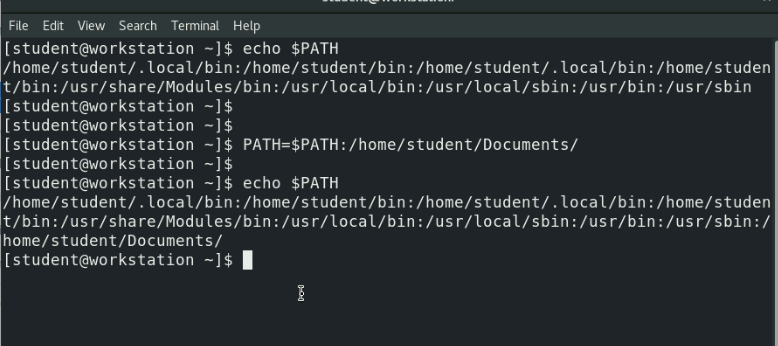 File Edit View Search Terminal Help
[student@workstation ~]$ echo $PATH
/home/student/.local/bin:/home/student/bin:/home/student/.local/bin:/home/studen
t/bin:/usr/share/Modules/bin:/usr/local/bin:/usr/local/sbin:/usr/bin:/usr/sbin
[student@workstation ~]$
[student@workstation ~]$
[student@workstation ~]$ PATH=$PATH:/home/student/Documents/
[student@workstation ~]$
[student@workstation ~]$ echo $PATH
/home/student/.local/bin:/home/student/bin:/home/student/.local/bin:/home/studen
t/bin:/usr/share/Modules/bin:/usr/local/bin:/usr/local/sbin:/usr/bin:/usr/sbin:/
home/student/Documents/
[student@workstation ~]$